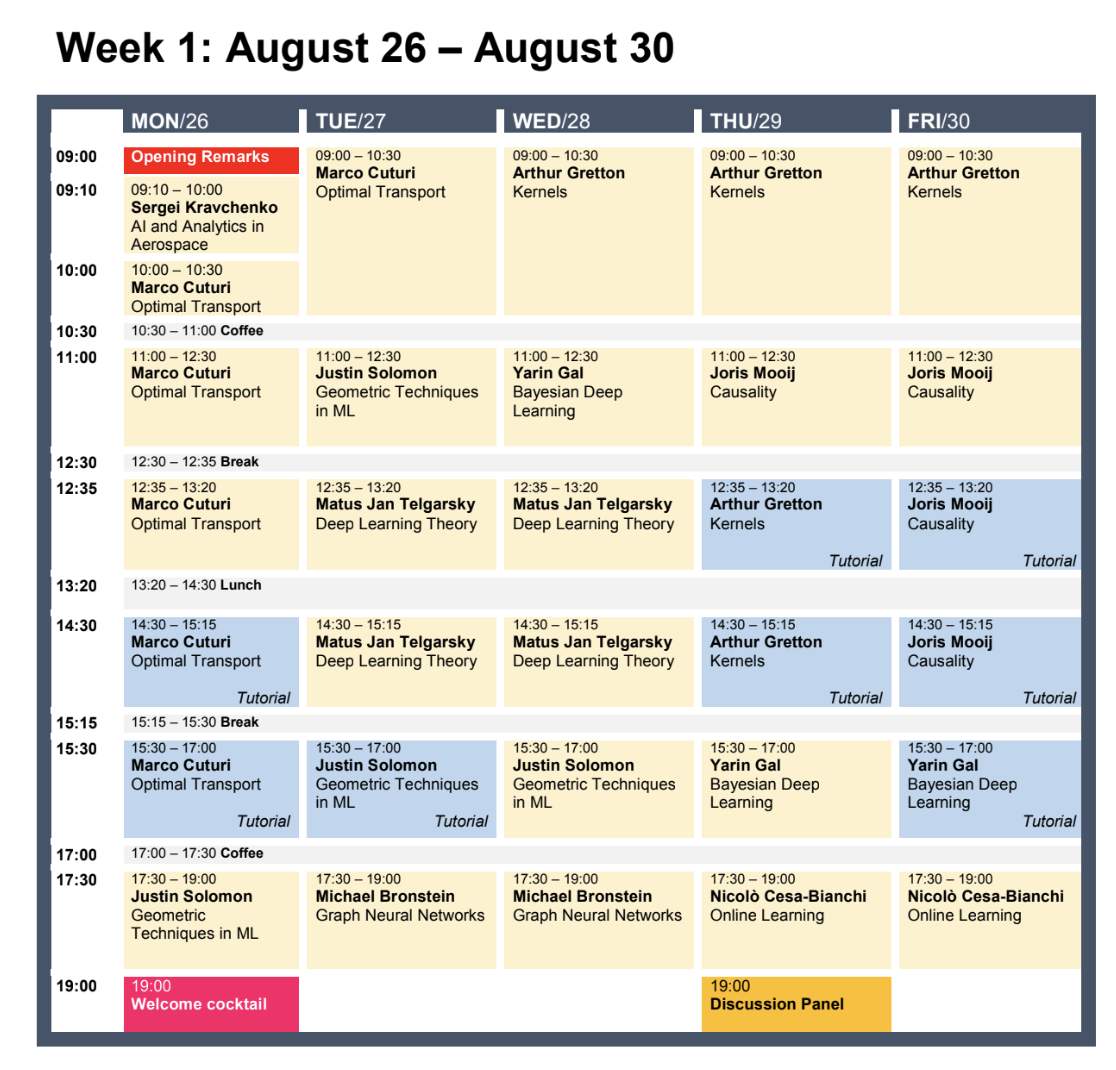 Week 1: August 26 – August 30
MON/26 TUE/27 WED/28 THU/29 FRI/30
09:00
Opening Remarks
09:10
09:10 – 10:00
Sergei Kravchenko
AI and Analytics in
Aerospace
10:00
10:00 – 10:30
Marco Cuturi
Optimal Transport
09:00 – 10:30
Marco Cuturi
Optimal Transport
09:00 – 10:30
Arthur Gretton
Kernels
09:00 – 10:30
Arthur Gretton
Kernels
09:00 – 10:30
Arthur Gretton
Kernels
10:30
10:30 – 11:00 Coffee
11:00
11:00 – 12:30
Marco Cuturi
Optimal Transport
11:00 – 12:30
Justin Solomon
Geometric Techniques
in ML
11:00 – 12:30
Yarin Gal
Bayesian Deep
Learning
11:00 – 12:30
Joris Mooij
Causality
11:00 – 12:30
Joris Mooij
Causality
12:30
12:30 – 12:35 Break
12:35
12:35 – 13:20
Marco Cuturi
Optimal Transport
12:35 – 13:20
Matus Jan Telgarsky
Deep Learning Theory
12:35 – 13:20
Matus Jan Telgarsky
Deep Learning Theory
12:35 – 13:20
Arthur Gretton
Kernels
Tutorial
12:35 – 13:20
Joris Mooij
Causality
Tutorial
13:20
13:20 – 14:30 Lunch
14:30
14:30 – 15:15
Marco Cuturi
Optimal Transport
Tutorial
14:30 – 15:15
Matus Jan Telgarsky
Deep Learning Theory
14:30 – 15:15
Matus Jan Telgarsky
Deep Learning Theory
14:30 – 15:15
Arthur Gretton
Kernels
Tutorial
14:30 – 15:15
Joris Mooij
Causality
Tutorial
15:15
15:15 – 15:30 Break
15:30
15:30 – 17:00
Marco Cuturi
Optimal Transport
Tutorial
15:30 – 17:00
Justin Solomon
Geometric Techniques
in ML
Tutorial
15:30 – 17:00
Justin Solomon
Geometric Techniques
in ML
15:30 – 17:00
Yarin Gal
Bayesian Deep
Learning
15:30 – 17:00
Yarin Gal
Bayesian Deep
Learning
Tutorial
17:00
17:00 – 17:30 Coffee
17:30
17:30 – 19:00
Justin Solomon
Geometric
Techniques in ML
17:30 – 19:00
Michael Bronstein
Graph Neural Networks
17:30 – 19:00
Michael Bronstein
Graph Neural Networks
17:30 – 19:00
Nicolò Cesa-Bianchi
Online Learning
17:30 – 19:00
Nicolò Cesa-Bianchi
Online Learning
19:00
19:00
Welcome cocktail
19:00
Discussion Panel